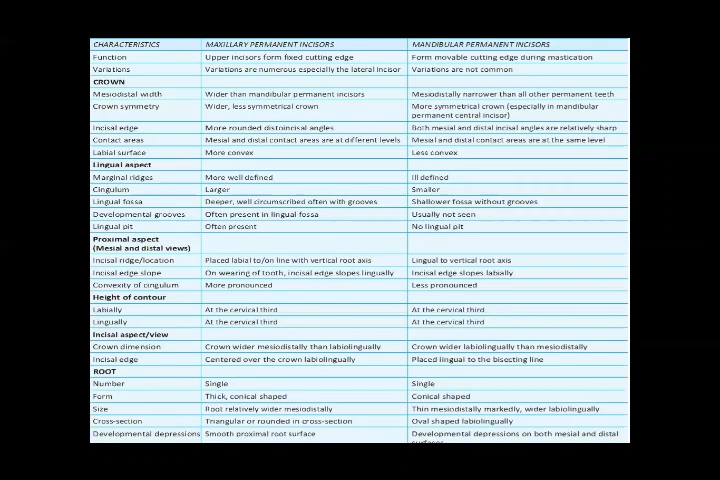 CHARACTERISTICS MAXILLARY PERMANENT INCISORS MANDIBULAR PERMANENT INCISORS
Function Upper incisors form fixed cutting edge Form movable cutting edge during mastication
Variations Variations are numerous especially the lateral incisor Variations are not common
CROWN
Mesiodistal width Wider than mandibular permanent incisors Mesiodistally narrower than all other permanent teeth
Crown symmetry Wider, less symmetrical crown More symmetrical crown (especially in mandibular
permanent central incisor)
Incisal edge More rounded distoincisal angles Both mesial and distal incisal angles are relatively sharp
Contact areas Mesial and distal contact areas are at different levels Mesial and distal contact areas are at the same level
Labial surface More convex Less convex
Lingual aspect
Marginal ridges More well defined Ill defined
Cingulum Larger Smaller
Lingual fossa Deeper, well circumscribed often with grooves Shallower fossa without grooves
Developmental grooves Often present in lingual fossa Usually not seen
Lingual pit Often present No lingual pit
Proximal aspect
(Mesial and distal views)
Incisal ridge/location Placed labial to/on line with vertical root axis Lingual to vertical root axis
Incisal edge slope On wearing of tooth, incisal edge slopes lingually Incisal edge slopes labially
Convexity of cingulum More pronounced Less pronounced
Height of contour
Labially At the cervical third At the cervical third
Lingually At the cervical third At the cervical third
Incisal aspect/view
Crown dimension Crown wider mesiodistally than labiolingually Crown wider labiolingually than mesiodistally
Incisal edge Centered over the crown labiolingually Placed lingual to the bisecting line
ROOT
Number Single Single
Form Thick, conical shaped Conical shaped
Size Root relatively wider mesiodistally Thin mesiodistally markedly, wider labiolingually
Cross-section Triangular or rounded in cross-section Oval shaped labiolingually
Developmental depressions Smooth proximal root surface Developmental depressions on both mesial and distal